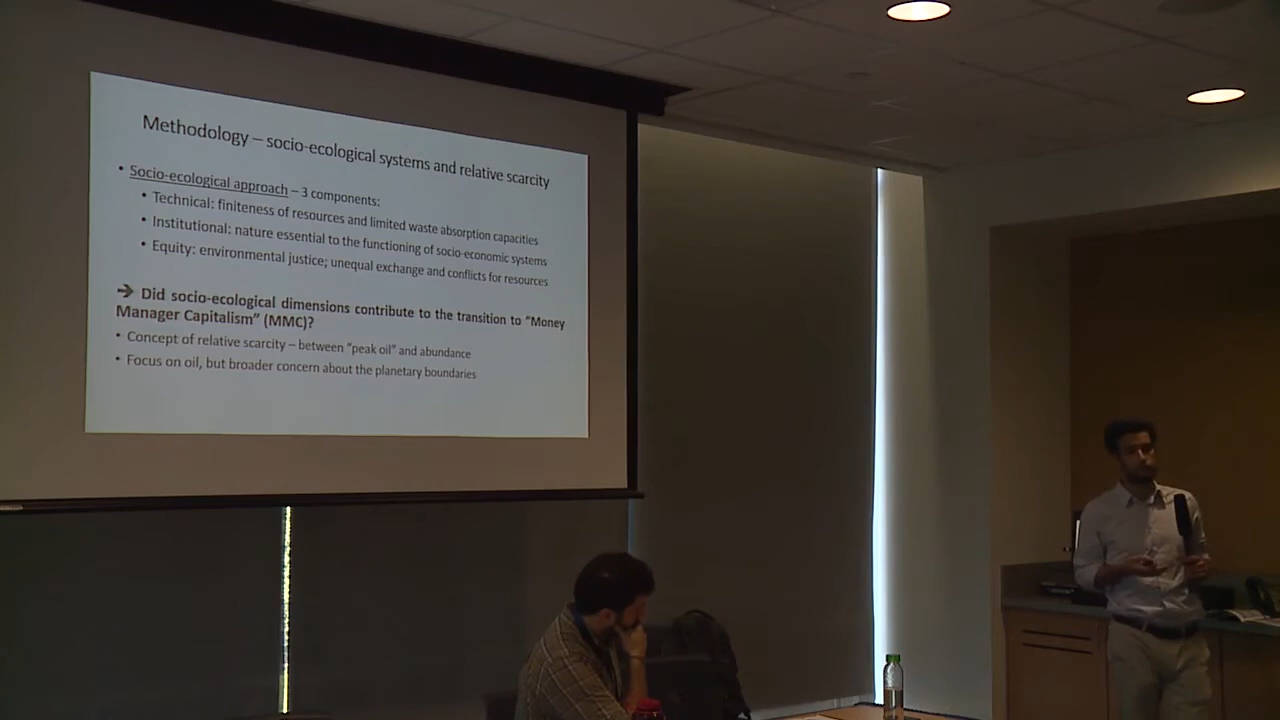 Methodology – socio-ecological systems and relative scarcity
• Socio-ecological approach – 3 components:
• Technical: finiteness of resources and limited waste absorption capacities
• Institutional: nature essential to the functioning of socio-economic systems
• Equity: environmental justice; unequal exchange and conflicts for resources
➔ Did socio-ecological dimensions contribute to the transition to “Money
Manager Capitalism” (MMC)?
• Concept of relative scarcity – between “peak oil” and abundance
• Focus on oil, but broader concern about the planetary boundaries